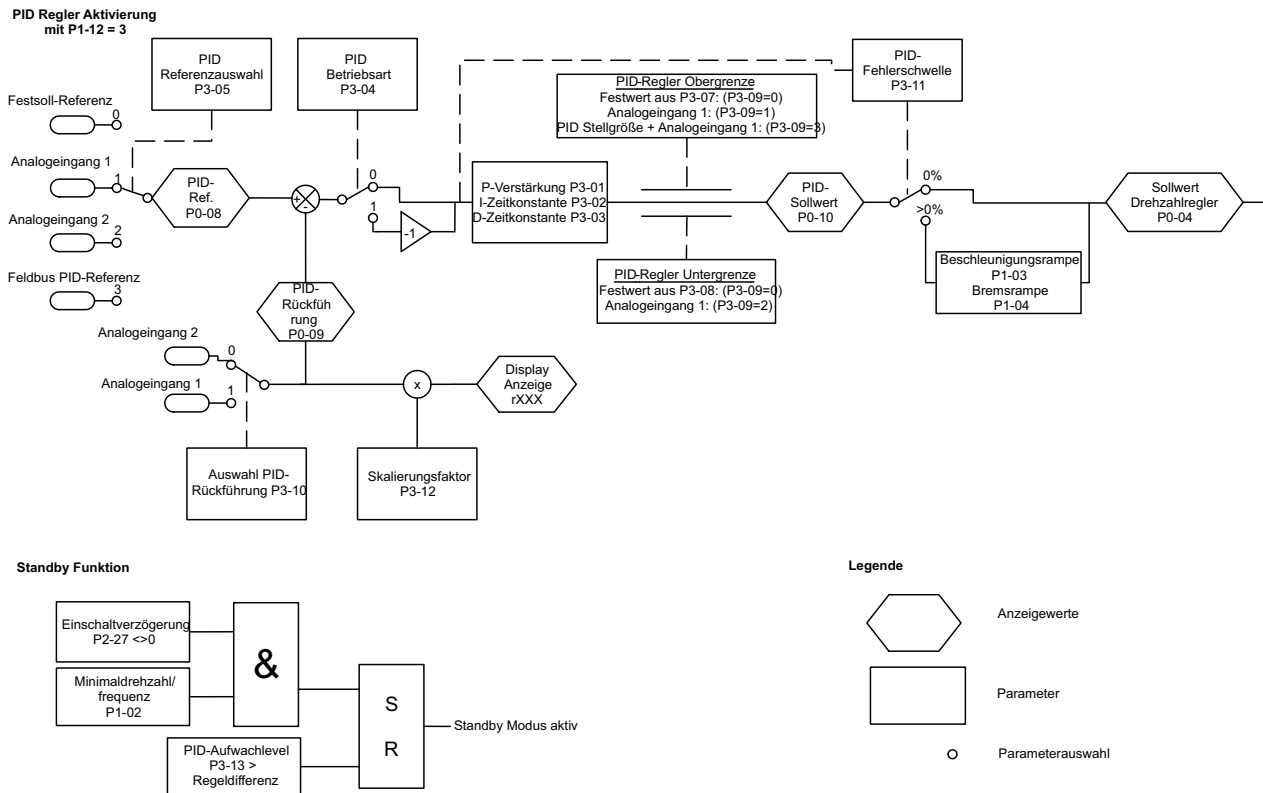 PID Regler Aktivierung
mit P1-12 = 3
PID
Referenzauswahl
P3-05
PID
Betriebsart
P3-04
PID-
Fehlerschwelle
P3-11
PID-Regler Obergrenze
Festwert aus P3-07: (P3-09=0)
Analogeingang 1: (P3-09=1)
PID Stellgröße + Analogeingang 1: (P3-09=3)
Festsoll-Referenz
0
Analogeingang 1
1
Analogeingang 2
2
Feldbus PID-Referenz
3
PID-
Ref.
P0-08
+
-
0
1
-1
P-Verstärkung P3-01
I-Zeitkonstante P3-02
D-Zeitkonstante P3-03
PID-
Sollwert
P0-10
0%
>0%
Sollwert
Drehzahlregler
P0-04
Beschleunigungsrampe
P1-03
Bremsrampe
P1-04
PID-Regler Untergrenze
Festwert aus P3-08: (P3-09=0)
Analogeingang 1: (P3-09=2)
PID-
Rückfüh
rung
P0-09
Analogeingang 2
0
Analogeingang 1
1
x
Display
Anzeige
rXXX
Auswahl PID-
Rückführung P3-10
Skalierungsfaktor
P3-12
Standby Funktion
Einschaltverzögerung
P2-27 <>0
Minimaldrehzahl/
frequenz
P1-02
&
S
R
Standby Modus aktiv
PID-Aufwachlevel
P3-13 >
Regeldifferenz
Legende
Anzeigewerte
Parameter
Parameterauswahl